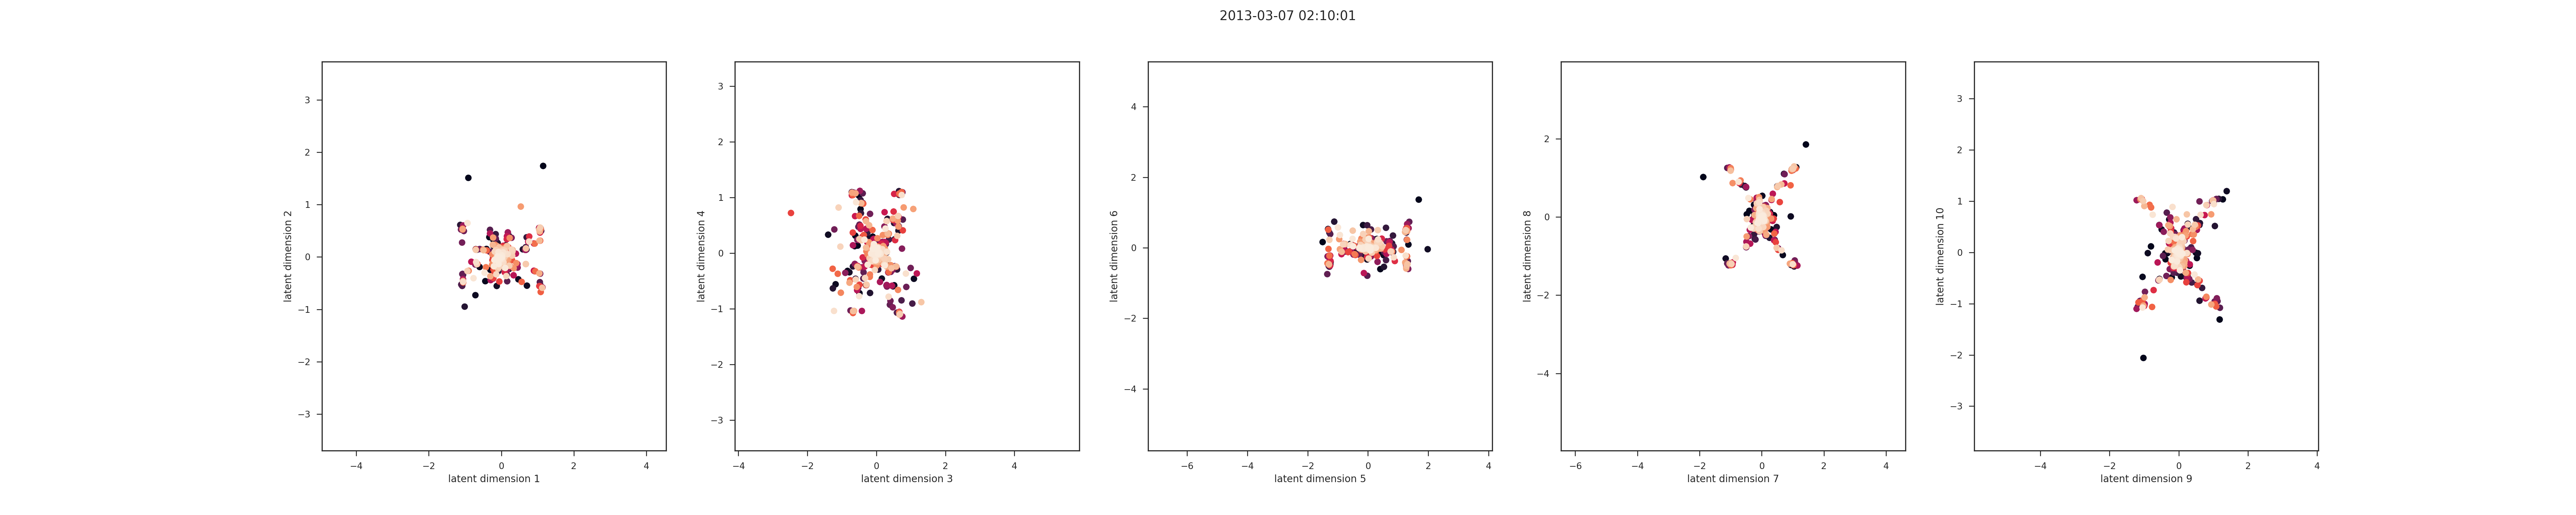 2013-03-07 02:10:01
3
2
1
0
−1
−2
−3
latent dimension 2
−4 −2 0 2 4
latent dimension 1
3
2
1
0
−1
−2
−3
latent dimension 4
−4 −2 0 2 4
latent dimension 3
4
2
0
−2
−4
latent dimension 6
−6 −4 −2 0 2 4
latent dimension 5
2
0
−2
−4
latent dimension 8
−6 −4 −2 0 2 4
latent dimension 7
3
2
1
0
−1
−2
−3
latent dimension 10
−4 −2 0 2 4
latent dimension 9